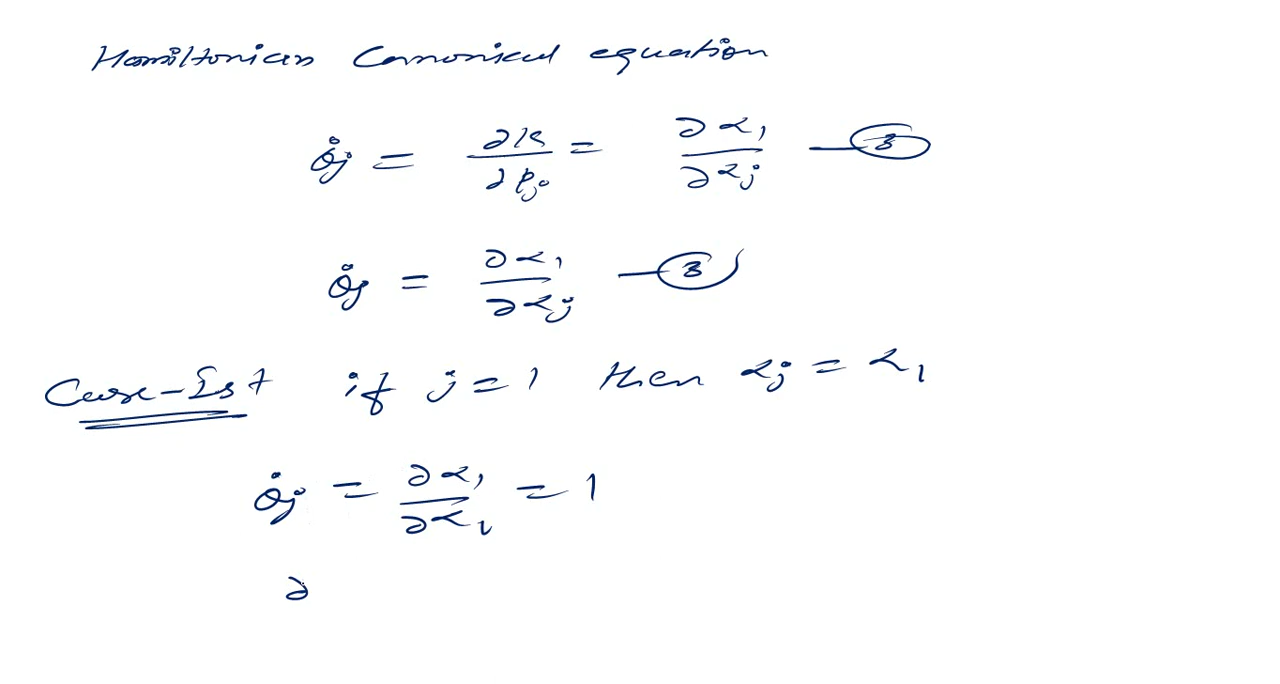 Hamiltonian Canonical equation
Q̇j = ∂K/∂Pj = ∂α1/∂αj —③
Q̇j = ∂α1/∂αj —③
Case-Ist if j=1 then αj = α1
Q̇j = ∂α1/∂α1 = 1
∂